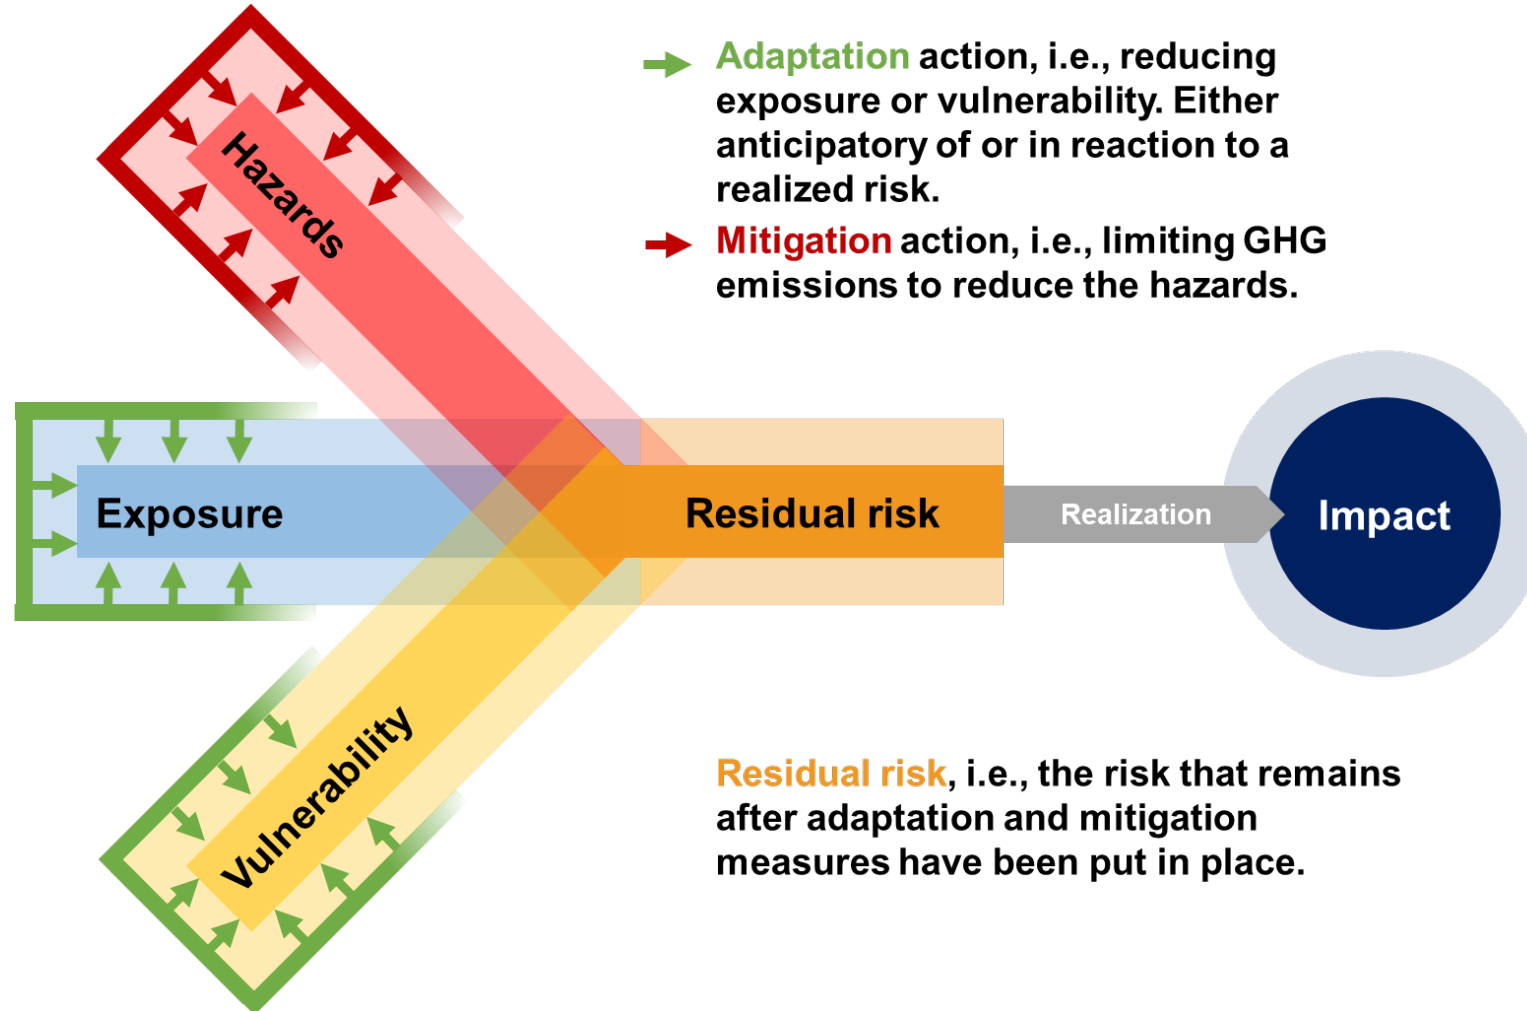 Adaptation action, i.e., reducing
exposure or vulnerability. Either
anticipatory of or in reaction to a
realized risk.
Mitigation action, i.e., limiting GHG
emissions to reduce the hazards.
Hazards
Exposure
Vulnerability
Residual risk
Realization
Impact
Residual risk, i.e., the risk that remains
after adaptation and mitigation
measures have been put in place.